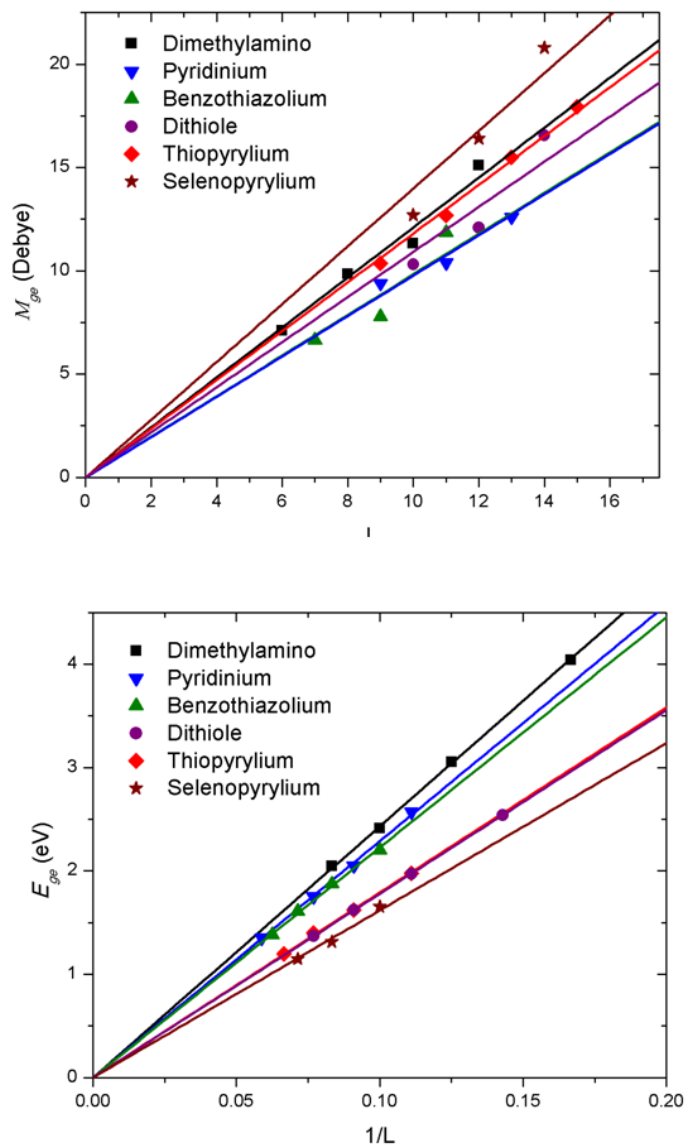 Dimethylamino
Pyridinium
Benzothiazolium
Dithiole
Thiopyrylium
Selenopyrylium
M_ge (Debye)
20
15
10
5
0
0 2 4 6 8 10 12 14 16
Dimethylamino
Pyridinium
Benzothiazolium
Dithiole
Thiopyrylium
Selenopyrylium
E_ge (eV)
4
3
2
1
0
0.00 0.05 0.10 0.15 0.20
1/L